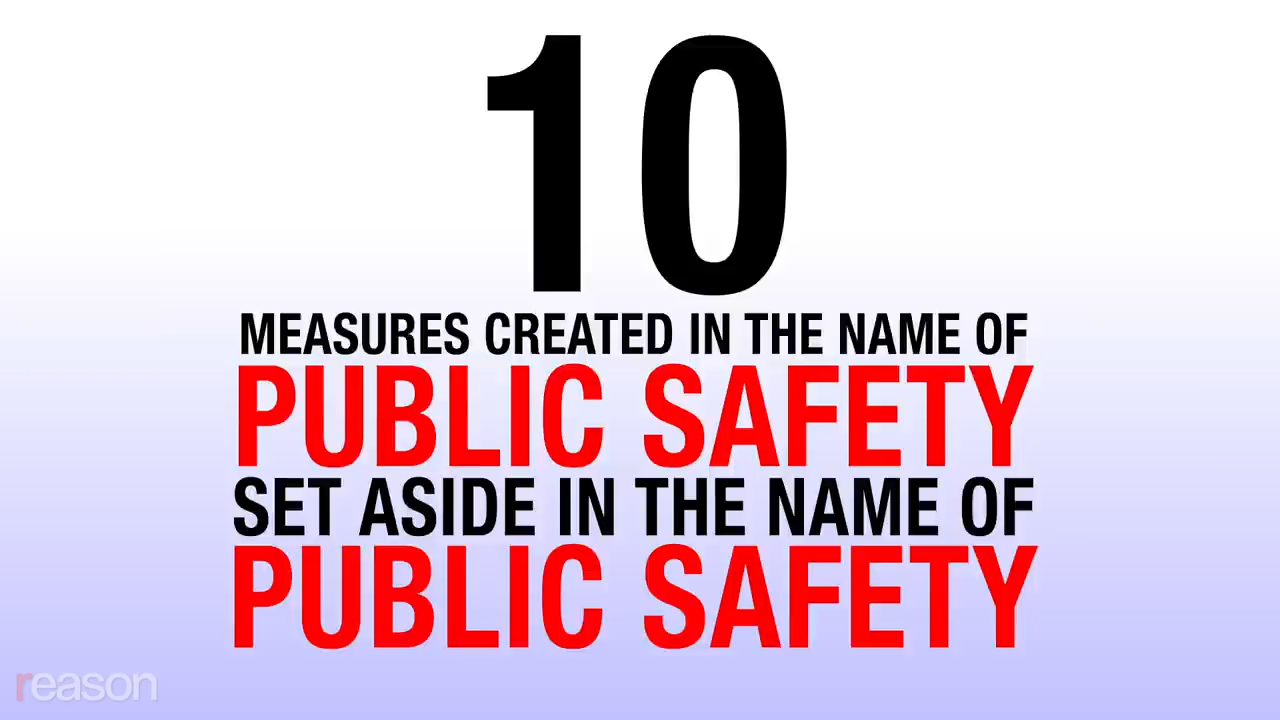 10
MEASURES CREATED IN THE NAME OF
PUBLIC SAFETY
SET ASIDE IN THE NAME OF
PUBLIC SAFETY
reason